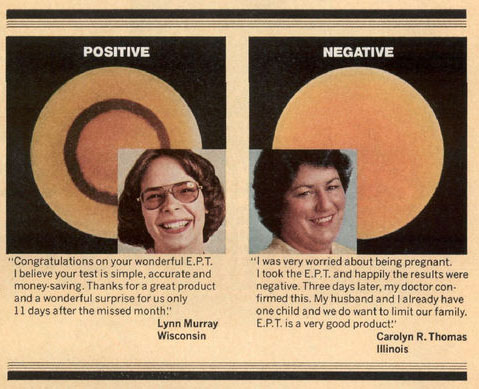 POSITIVE
"Congratulations on your wonderful E.P.T.
I believe your test is simple, accurate and
money-saving. Thanks for a great product
and a wonderful surprise for us only
11 days after the missed month."
Lynn Murray
Wisconsin
NEGATIVE
"I was very worried about being pregnant.
I took the E.P.T. and happily the results were
negative. Three days later, my doctor con-
firmed this. My husband and I already have
one child and we do want to limit our family.
E.P.T. is a very good product."
Carolyn R. Thomas
Illinois